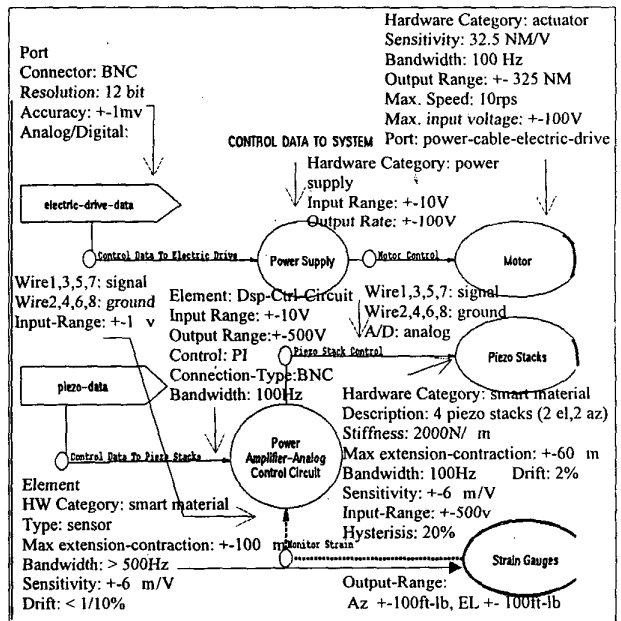 Hardware Category: actuator
Sensitivity: 32.5 NM/V
Bandwidth: 100 Hz
Output Range: +- 325 NM
Max. Speed: 10rps
Max. input voltage: +-100V
Port: power-cable-electric-drive
Port
Connector: BNC
Resolution: 12 bit
Accuracy: +-1mv
Analog/Digital:
CONTROL DATA TO SYSTEM
Hardware Category: power
supply
Input Range: +-10V
Output Rate: +-100V
electric-drive-data
Control Data To Electric Drive
Power Supply
Motor Control
Motor
Wire1,3,5,7: signal
Wire2,4,6,8: ground
Input-Range: +-1 v
Element: Dsp-Ctrl-Circuit
Input Range: +-10V
Output Range:+-500V
Control: PI
Connection-Type:BNC
Bandwidth: 100Hz
Wire1,3,5,7: signal
Wire2,4,6,8: ground
A/D: analog
Piezo Stack Control
Piezo Stacks
piezo-data
Control Data To Piezo Stacks
Power
Amplifier-Analog
Control Circuit
Hardware Category: smart material
Description: 4 piezo stacks (2 el,2 az)
Stiffness: 2000N/ m
Max extension-contraction: +-60 m
Bandwidth: 100Hz Drift: 2%
Sensitivity: +-6 m/V
Input-Range: +-500v
Hysterisis: 20%
Element
HW Category: smart material
Type: sensor
Max extension-contraction: +-100 m
Bandwidth: > 500Hz
Sensitivity: +-6 m/V
Drift: < 1/10%
Monitor Strain
Strain Gauges
Output-Range:
Az +-100ft-lb, EL +- 100ft-lb